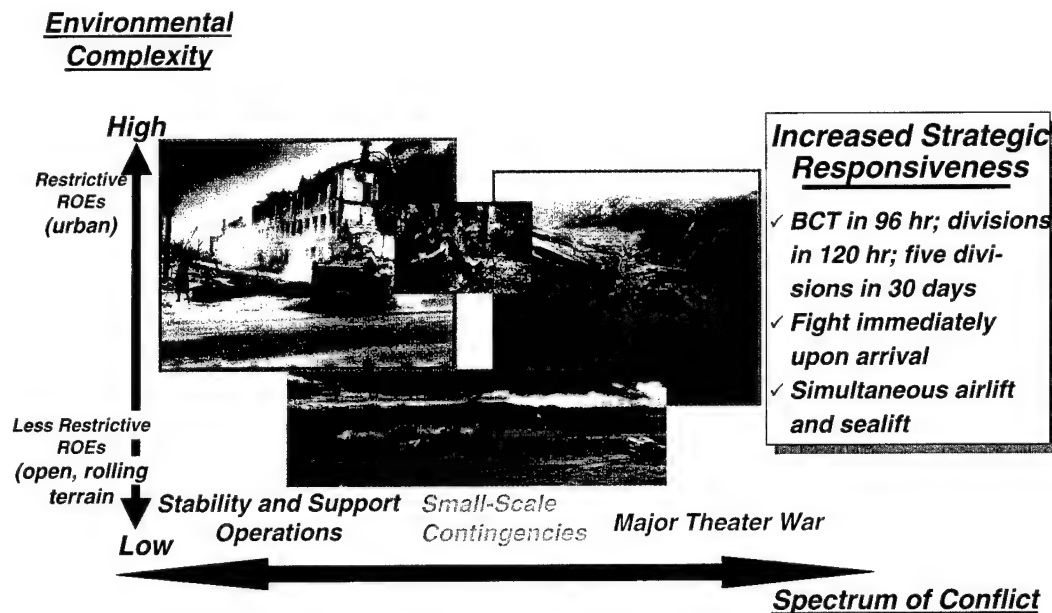 Environmental
Complexity
High
Restrictive
ROEs
(urban)
Less Restrictive
ROEs
(open, rolling
terrain
Low
Stability and Support
Operations
Small-Scale
Contingencies
Major Theater War
Spectrum of Conflict
Increased Strategic
Responsiveness
✓ BCT in 96 hr; divisions
in 120 hr; five divi-
sions in 30 days
✓ Fight immediately
upon arrival
✓ Simultaneous airlift
and sealift